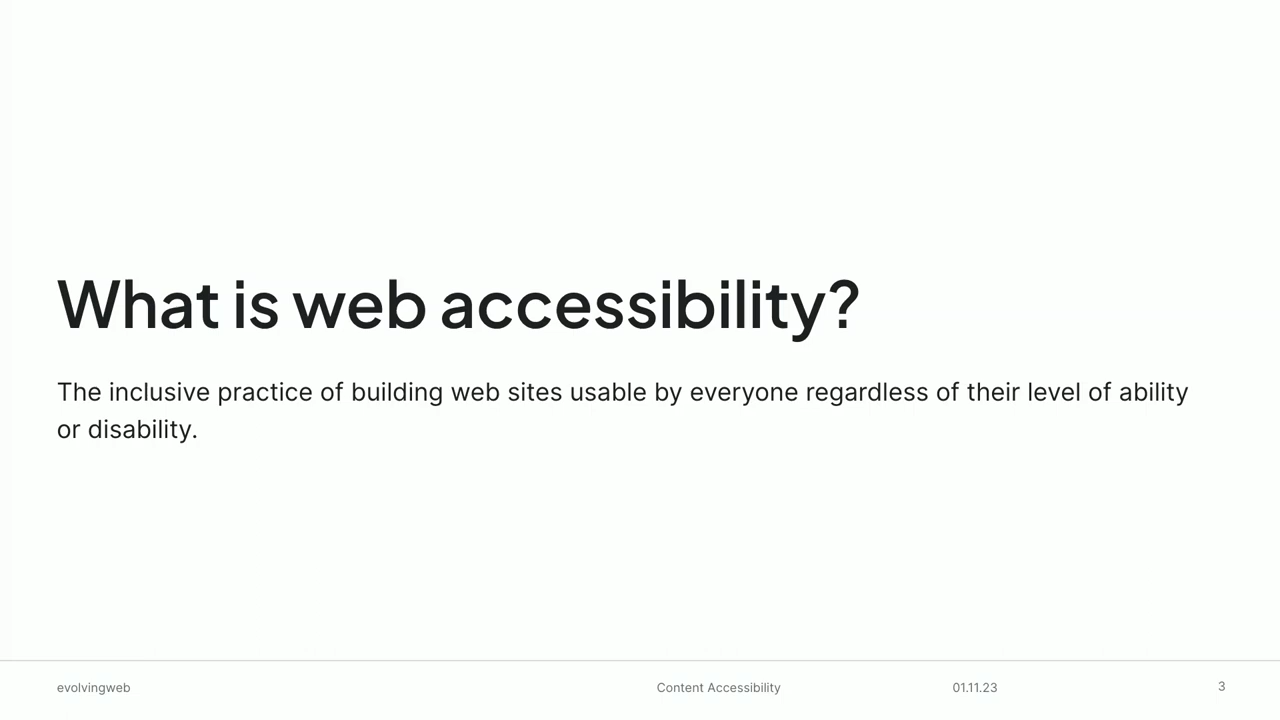 What is web accessibility?
The inclusive practice of building web sites usable by everyone regardless of their level of ability
or disability.
evolvingweb
Content Accessibility
01.11.23
3